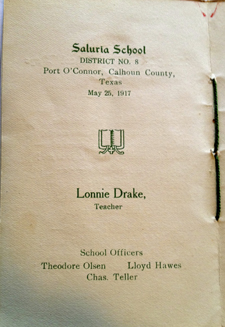 Saluria School
DISTRICT NO. 8
Port O'Connor, Calhoun County,
Texas
May 25, 1917
Lonnie Drake,
Teacher
School Officers
Theodore Olsen Lloyd Hawes
Chas. Teller